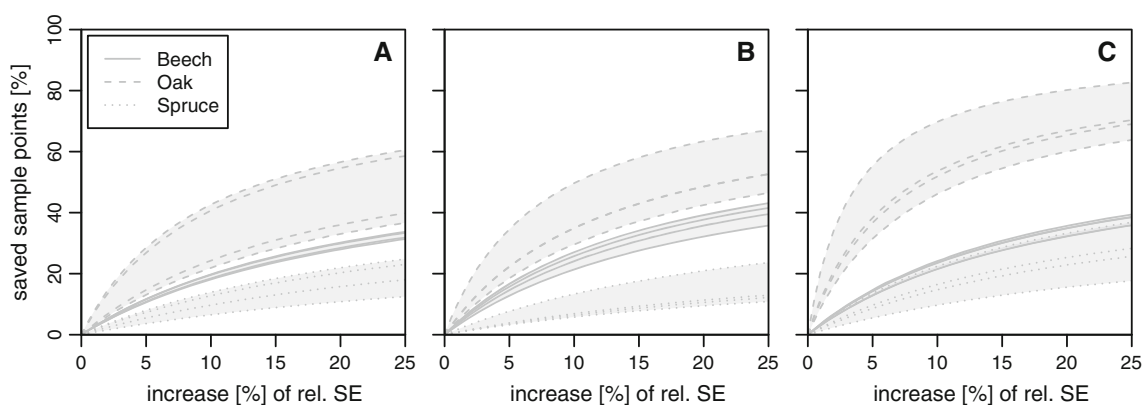 saved sample points [%]
100
80
60
40
20
0
Beech
Oak
Spruce
A
B
C
0 5 10 15 20 25
0 5 10 15 20 25
0 5 10 15 20 25
increase [%] of rel. SE
increase [%] of rel. SE
increase [%] of rel. SE